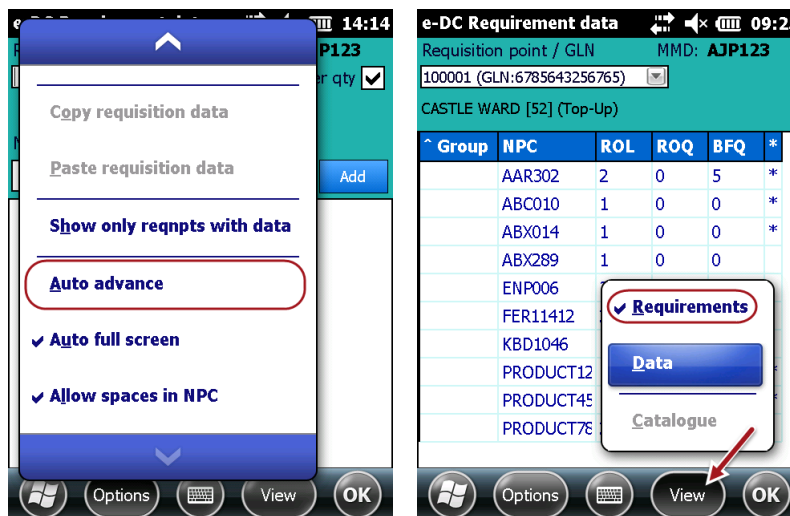 14:14
P123
er qty
Copy requisition data
Paste requisition data
Add
Show only reqnpts with data
Auto advance
Auto full screen
Allow spaces in NPC
Options
View
OK
e-DC Requirement data 09:2
Requisition point / GLN MMD: AJP123
100001 (GLN:6785643256765)
CASTLE WARD [52] (Top-Up)
^ Group NPC ROL ROQ BFQ *
AAR302 2 0 5 *
ABC010 1 0 0 *
ABX014 1 0 0 *
ABX289 1 0 0
ENP006
FER11412
KBD1046
PRODUCT12
PRODUCT45
PRODUCT78
Requirements
Data
Catalogue
Options
View
OK